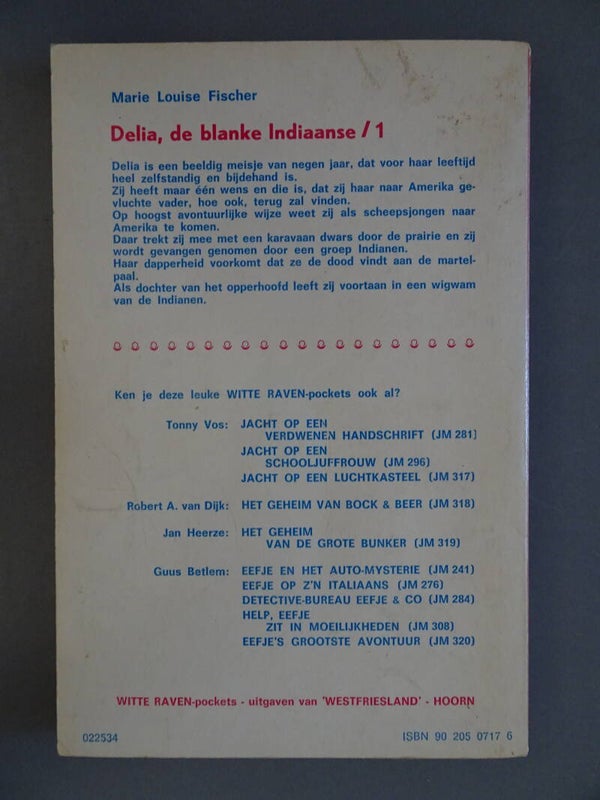 Marie Louise Fischer
Delia, de blanke Indiaanse / 1
Delia is een beeldig meisje van negen jaar, dat voor haar leeftijd
heel zelfstandig en bijdehand is.
Zij heeft maar één wens en die is, dat zij haar naar Amerika ge-
vluchte vader, hoe ook, terug zal vinden.
Op hoogst avontuurlijke wijze weet zij als scheepsjongen naar
Amerika te komen.
Daar trekt zij mee met een karavaan dwars door de prairie en zij
wordt gevangen genomen door een groep Indianen.
Haar dapperheid voorkomt dat ze de dood vindt aan de martel-
paal.
Als dochter van het opperhoofd leeft zij voortaan in een wigwam
van de Indianen.
Ken je deze leuke WITTE RAVEN-pockets ook al?
Tonny Vos: JACHT OP EEN
VERDWENEN HANDSCHRIFT (JM 281)
JACHT OP EEN
SCHOOLJUFFROUW (JM 296)
JACHT OP EEN LUCHTKASTEEL (JM 317)
Robert A. van Dijk: HET GEHEIM VAN BOCK & BEER (JM 318)
Jan Heerze: HET GEHEIM
VAN DE GROTE BUNKER (JM 319)
Guus Betlem: EEFJE EN HET AUTO-MYSTERIE (JM 241)
EEFJE OP Z'N ITALIAANS (JM 276)
DETECTIVE-BUREAU EEFJE & CO (JM 284)
HELP, EEFJE
ZIT IN MOEILIJKHEDEN (JM 308)
EEFJE'S GROOTSTE AVONTUUR (JM 320)
WITTE RAVEN-pockets - uitgaven van 'WESTFRIESLAND' - HOORN
022534
ISBN 90 205 0717 6